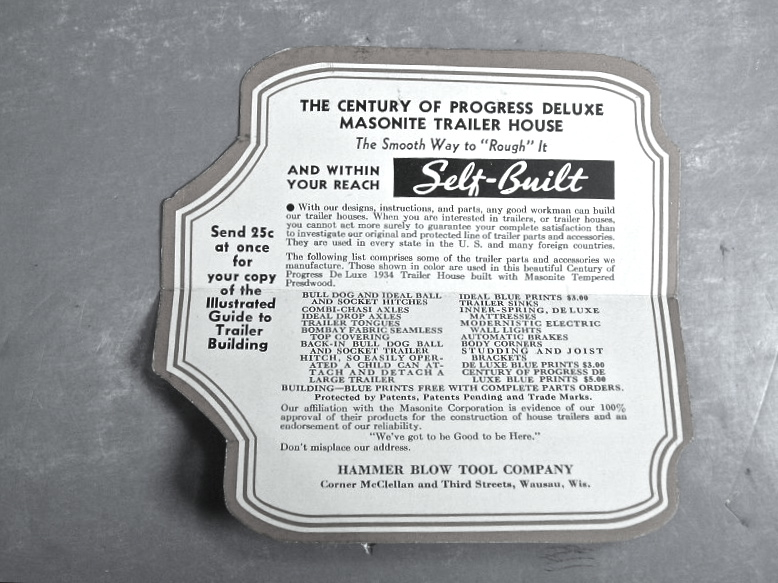 THE CENTURY OF PROGRESS DELUXE
MASONITE TRAILER HOUSE
The Smooth Way to "Rough" It
AND WITHIN
YOUR REACH
Self-Built
Send 25c
at once
for
your copy
of the
Illustrated
Guide to
Trailer
Building
● With our designs, instructions, and parts, any good workman can build
our trailer houses. When you are interested in trailers, or trailer houses,
you cannot act more surely to guarantee your complete satisfaction than
to investigate our original and protected line of trailer parts and accessories.
They are used in every state in the U. S. and many foreign countries.
The following list comprises some of the trailer parts and accessories we
manufacture. Those shown in color are used in this beautiful Century of
Progress De Luxe 1934 Trailer House built with Masonite Tempered
Presdwood.
BULL DOG AND IDEAL BALL
AND SOCKET HITCHES
COMBI-CHASI AXLES
IDEAL DROP AXLES
TRAILER TONGUES
BOMBAY FABRIC SEAMLESS
TOP COVERING
BACK-IN BULL DOG BALL
AND SOCKET TRAILER
HITCH, SO EASILY OPER-
ATED A CHILD CAN AT-
TACH AND DETACH A
LARGE TRAILER
IDEAL BLUE PRINTS $3.00
TRAILER SINKS
INNER-SPRING, DE LUXE
MATTRESSES
MODERNISTIC ELECTRIC
WALL LIGHTS
AUTOMATIC BRAKES
BODY CORNERS
STUDDING AND JOIST
BRACKETS
DE LUXE BLUE PRINTS $3.00
CENTURY OF PROGRESS DE
LUXE BLUE PRINTS $5.00
BUILDING—BLUE PRINTS FREE WITH COMPLETE PARTS ORDERS.
Protected by Patents, Patents Pending and Trade Marks.
Our affiliation with the Masonite Corporation is evidence of our 100%
approval of their products for the construction of house trailers and an
endorsement of our reliability.
"We've got to be Good to be Here."
Don't misplace our address.
HAMMER BLOW TOOL COMPANY
Corner McClellan and Third Streets, Wausau, Wis.